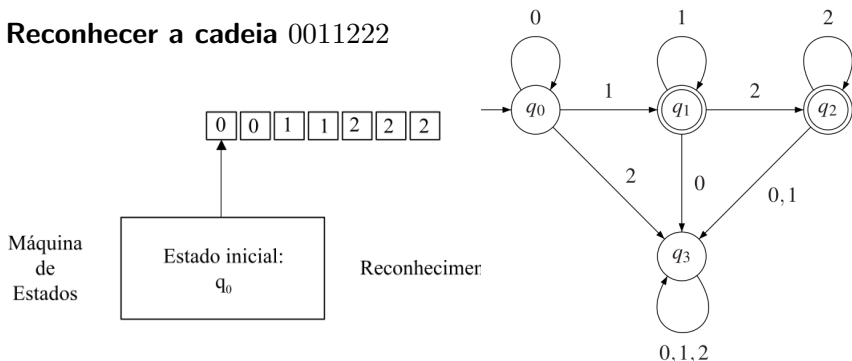 Reconhecer a cadeia 0011222
0 0 1 1 2 2 2
Máquina
de
Estados
Estado inicial:
q₀
Reconhecimen
0
1
2
q₀
1
q₁
2
q₂
2
0
0,1
q₃
0,1,2